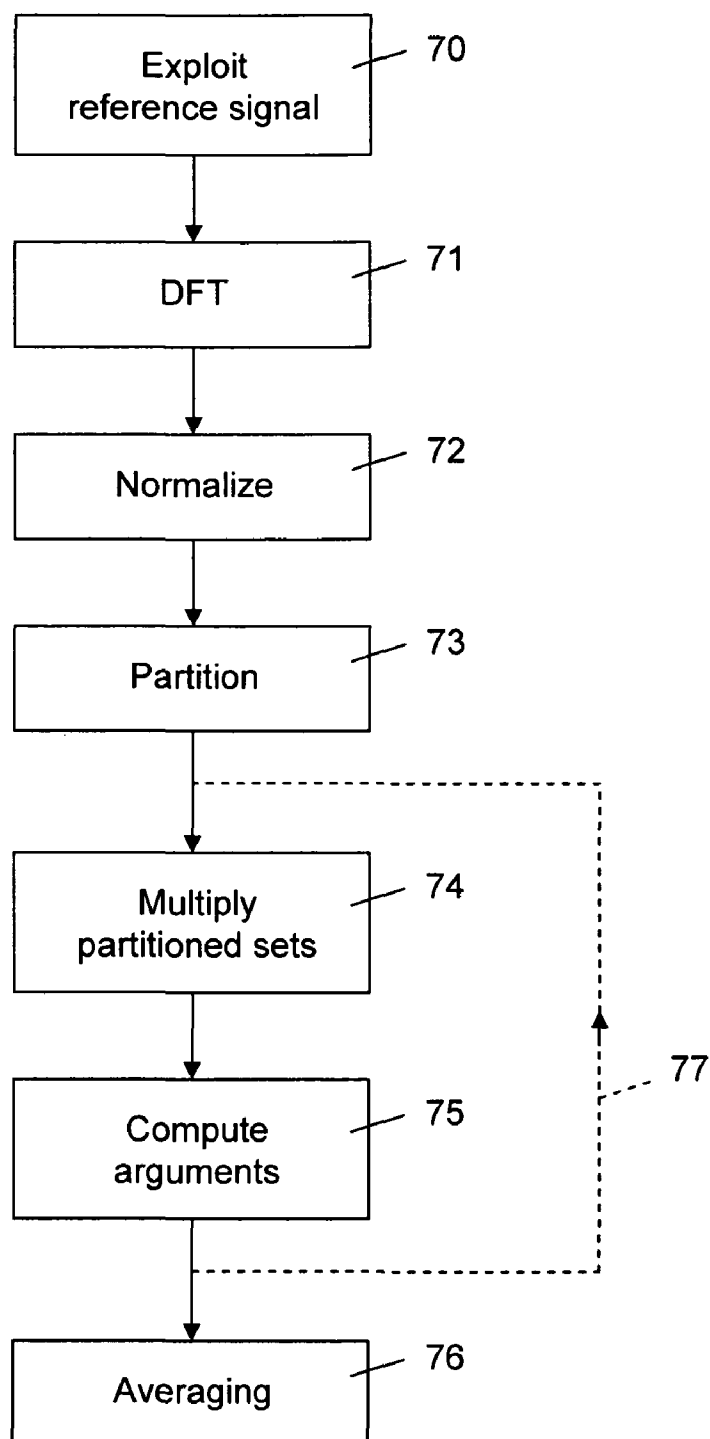 Exploit
reference signal
70
DFT
71
Normalize
72
Partition
73
Multiply
partitioned sets
74
Compute
arguments
75
77
Averaging
76